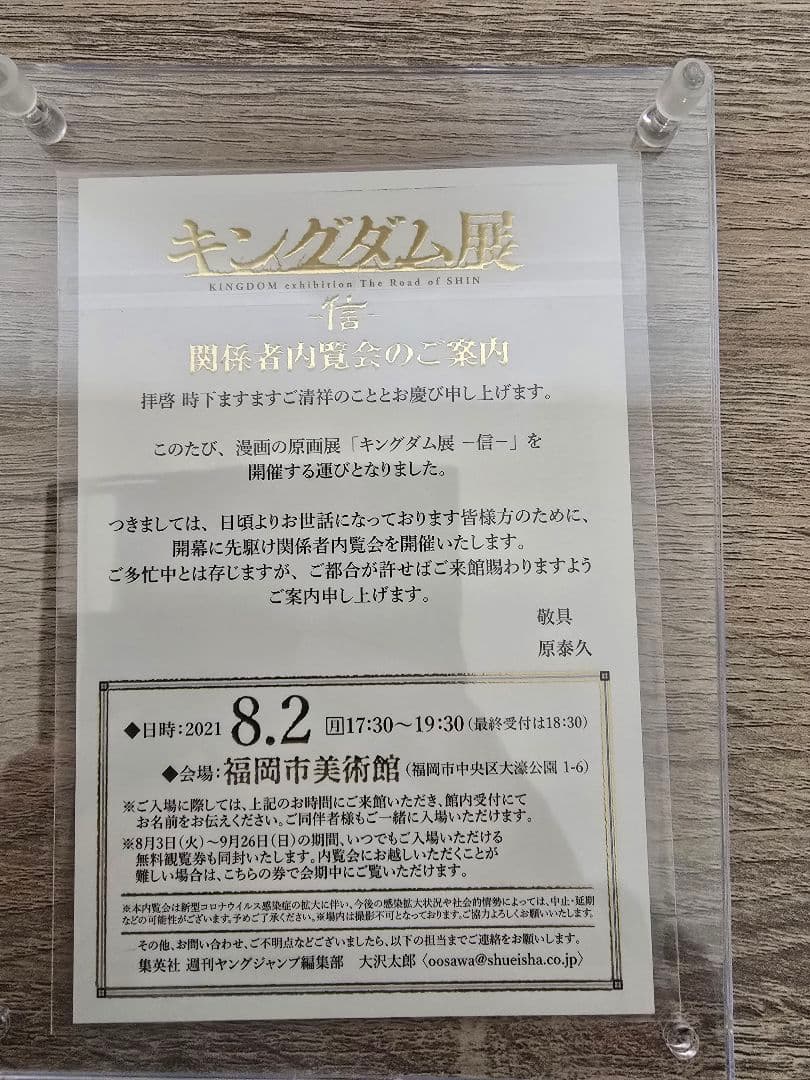 キングダム展
KINGDOM exhibition The Road of SHIN
-信-
関係者内覧会のご案内
拝啓 時下ますますご清祥のこととお慶び申し上げます。
このたび、漫画の原画展「キングダム展 −信−」を
開催する運びとなりました。
つきましては、日頃よりお世話になっております皆様方のために、
開幕に先駆け関係者内覧会を開催いたします。
ご多忙中とは存じますが、ご都合が許せばご来館賜わりますよう
ご案内申し上げます。
敬具
原泰久
◆日時：2021 8.2 月 17:30〜19:30（最終受付は18:30）
◆会場：福岡市美術館（福岡市中央区大濠公園 1-6）
※ご入場に際しては、上記のお時間にご来館いただき、館内受付にて
お名前をお伝えください。ご同伴者様もご一緒に入場いただけます。
※8月3日（火）〜9月26日（日）の期間、いつでもご入場いただける
無料観覧券も同封いたします。内覧会にお越しいただくことが
難しい場合は、こちらの券で会期中にご覧いただけます。
※本内覧会は新型コロナウイルス感染症の拡大に伴い、今後の感染拡大状況や社会的情勢によっては、中止・延期
などの可能性がございます。予めご了承ください。※場内は撮影不可となっております。ご協力よろしくお願いいたします。
その他、お問い合わせ、ご不明点などございましたら、以下の担当までご連絡をお願いします。
集英社 週刊ヤングジャンプ編集部 大沢太郎〈oosawa@shueisha.co.jp〉